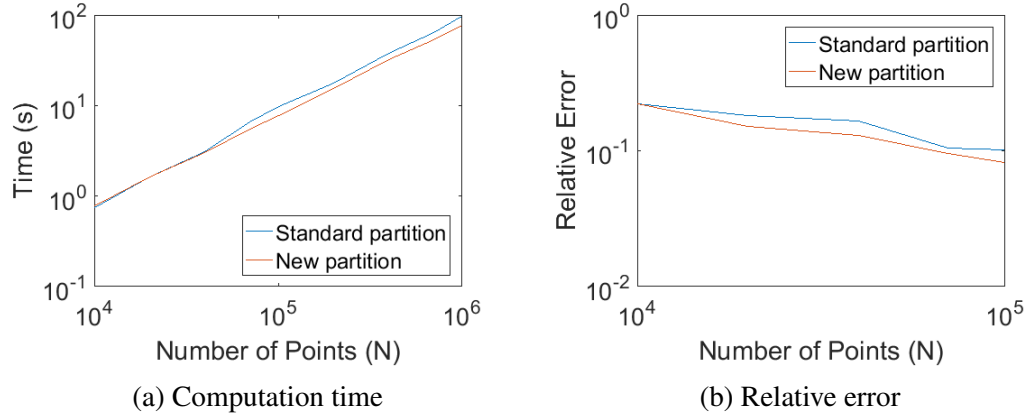 10^2
10^1
10^0
10^-1
Time (s)
Standard partition
New partition
10^4
10^5
10^6
Number of Points (N)
(a) Computation time
10^0
10^-1
10^-2
Relative Error
Standard partition
New partition
10^4
10^5
Number of Points (N)
(b) Relative error